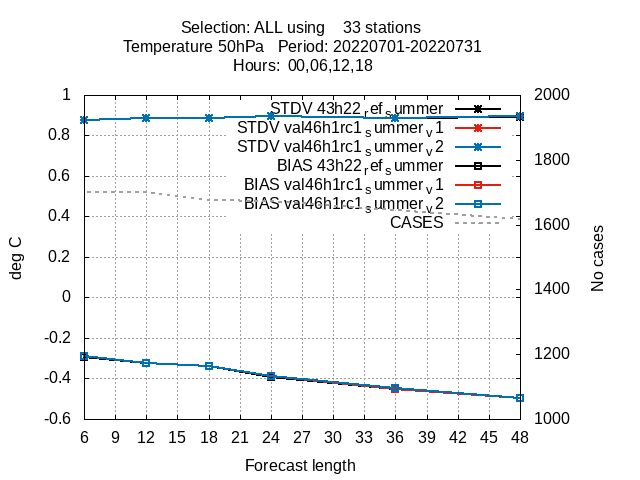 Selection: ALL using    33 stations
Temperature 50hPa   Period: 20220701-20220731
Hours:  00,06,12,18
1
0.8
0.6
0.4
0.2
0
-0.2
-0.4
-0.6
deg C
STDV 43h22_ref_summer
STDV val46h1rc1_summer_v1
STDV val46h1rc1_summer_v2
BIAS 43h22_ref_summer
BIAS val46h1rc1_summer_v1
BIAS val46h1rc1_summer_v2
CASES
2000
1800
1600
1400
1200
1000
No cases
6 9 12 15 18 21 24 27 30 33 36 39 42 45 48
Forecast length